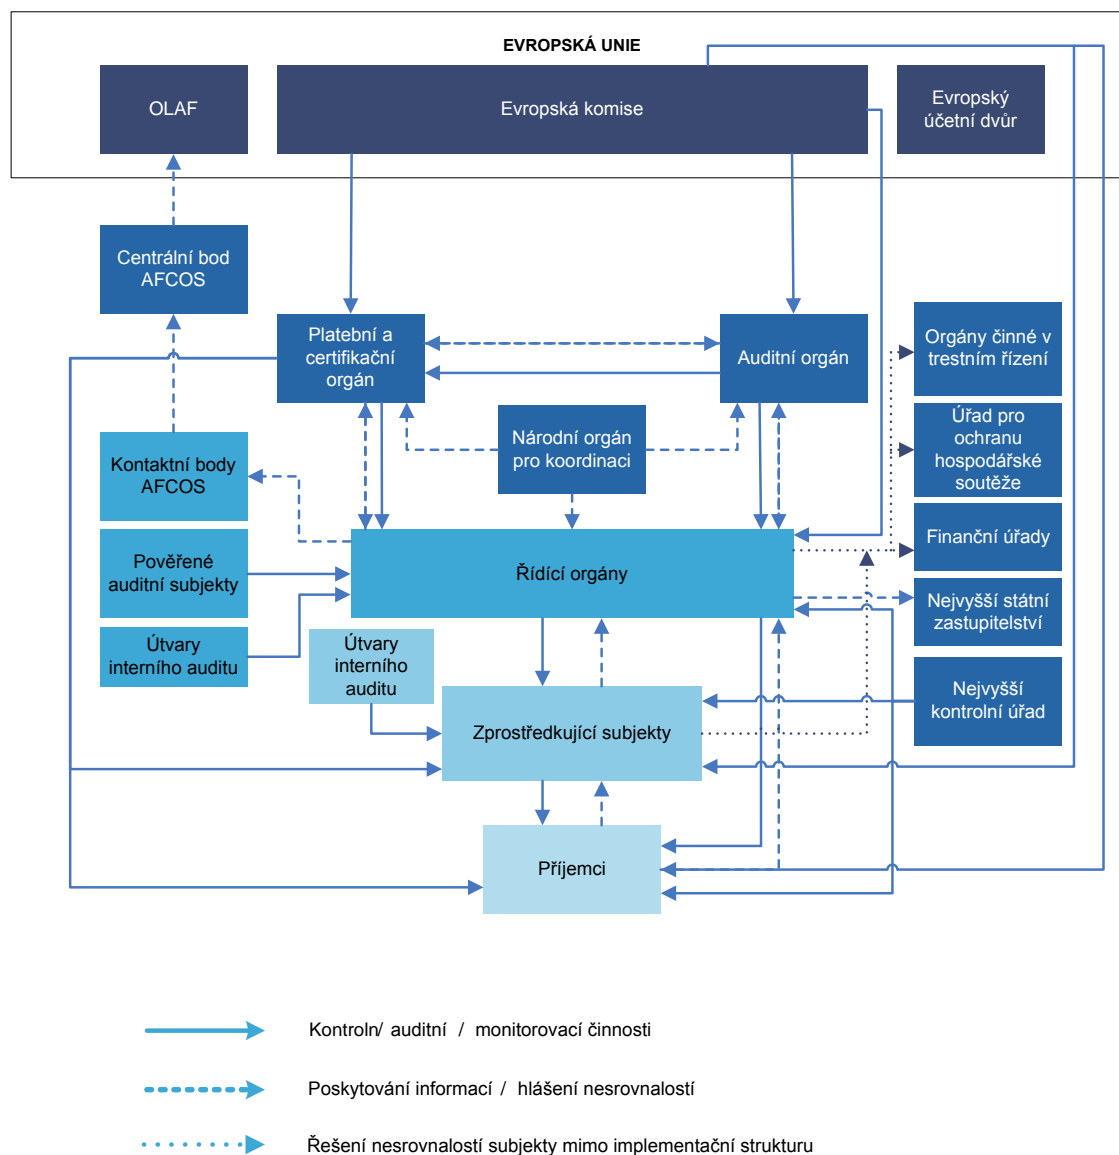 EVROPSKÁ UNIE
OLAF
Evropská komise
Evropský
účetní dvůr
Centrální bod
AFCOS
Platební a
certifikační
orgán
Auditní orgán
Orgány činné v
trestním řízení
Národní orgán
pro koordinaci
Úřad pro
ochranu
hospodářské
soutěže
Kontaktní body
AFCOS
Pověřené
auditní subjekty
Řídící orgány
Finanční úřady
Nejvyšší státní
zastupitelství
Útvary
interního auditu
Útvary
interního
auditu
Nejvyšší
kontrolní úřad
Zprostředkující subjekty
Příjemci
Kontroln/ auditní / monitorovací činnosti
Poskytování informací / hlášení nesrovnalostí
Řešení nesrovnalostí subjekty mimo implementační strukturu